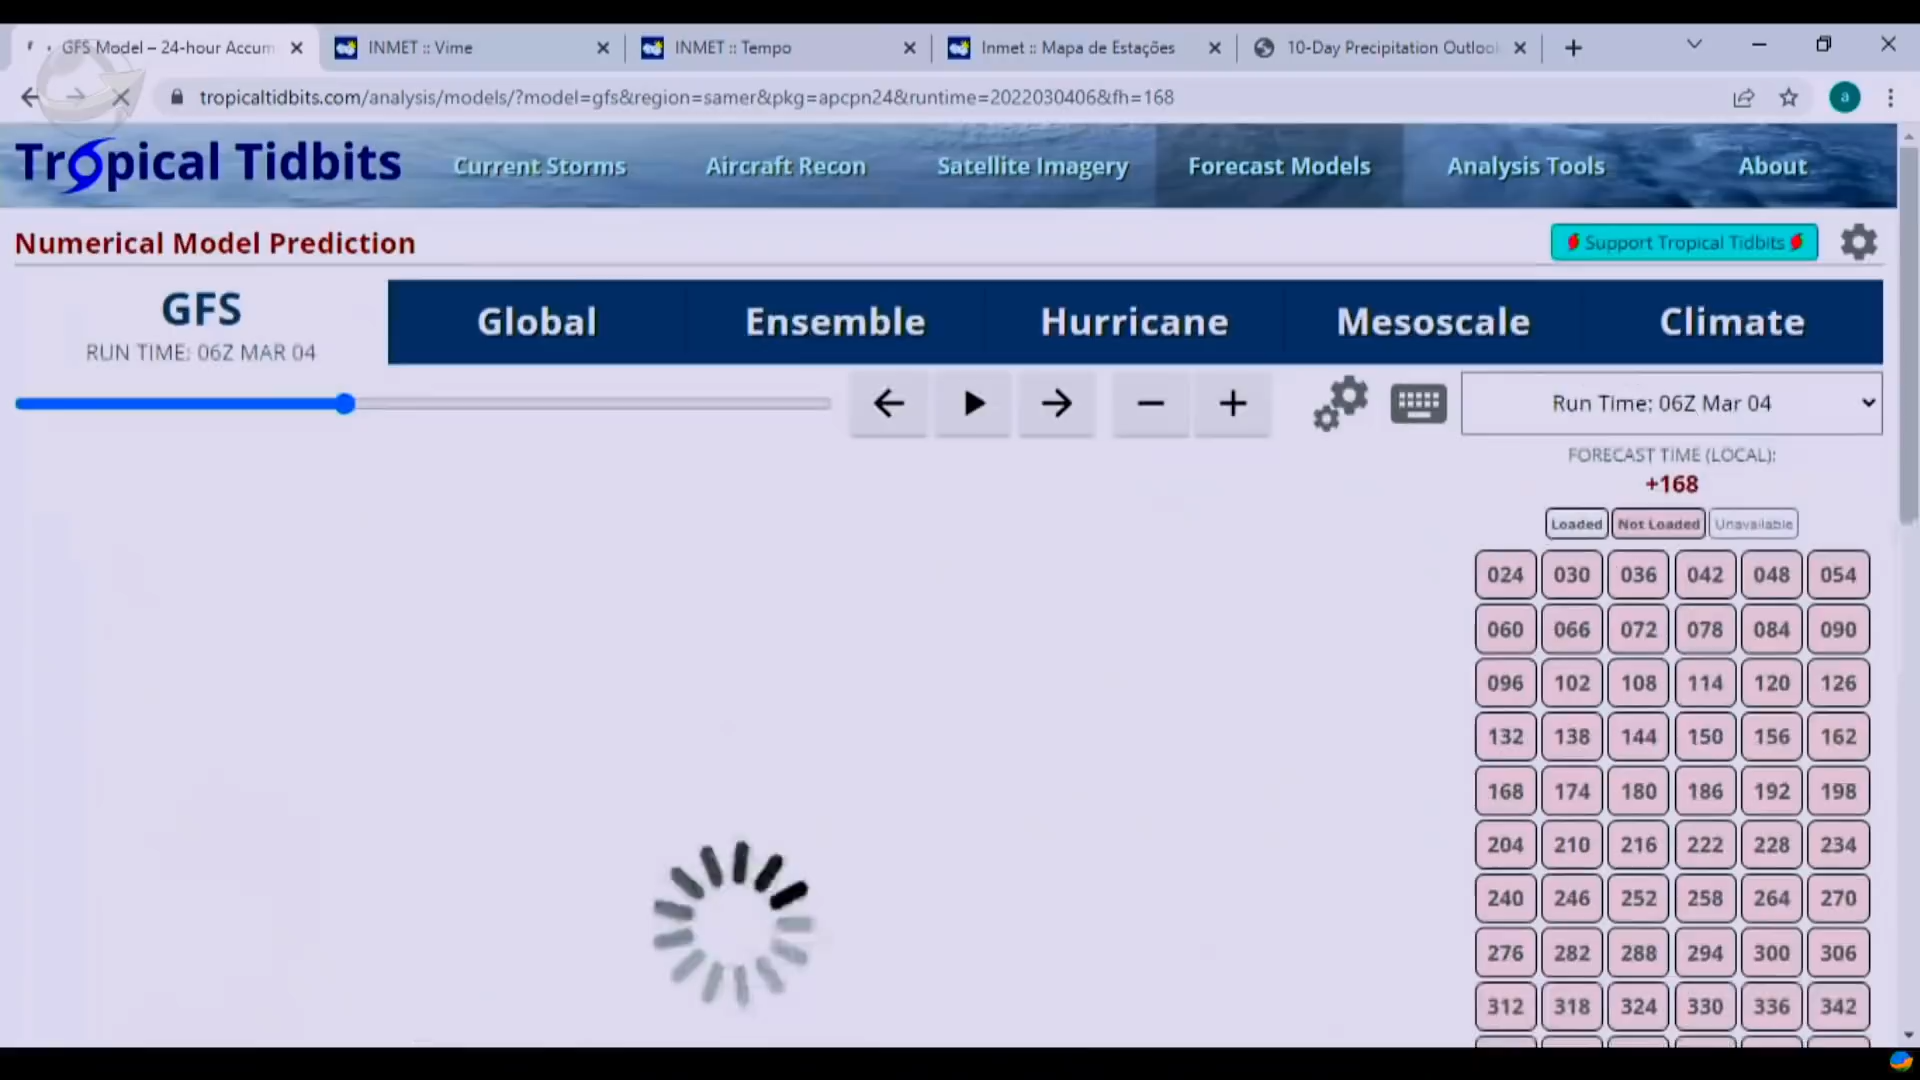 GFS Model – 24-hour Accum
INMET :: Vime
INMET :: Tempo
Inmet :: Mapa de Estações
10-Day Precipitation Outloo
tropicaltidbits.com/analysis/models/?model=gfs&region=samer&pkg=apcpn24&runtime=2022030406&fh=168
a
Tropical Tidbits
Current Storms
Aircraft Recon
Satellite Imagery
Forecast Models
Analysis Tools
About
Numerical Model Prediction
Support Tropical Tidbits
GFS
RUN TIME: 06Z MAR 04
Global
Ensemble
Hurricane
Mesoscale
Climate
Run Time: 06Z Mar 04
FORECAST TIME (LOCAL):
+168
Loaded Not Loaded Unavailable
024 030 036 042 048 054
060 066 072 078 084 090
096 102 108 114 120 126
132 138 144 150 156 162
168 174 180 186 192 198
204 210 216 222 228 234
240 246 252 258 264 270
276 282 288 294 300 306
312 318 324 330 336 342